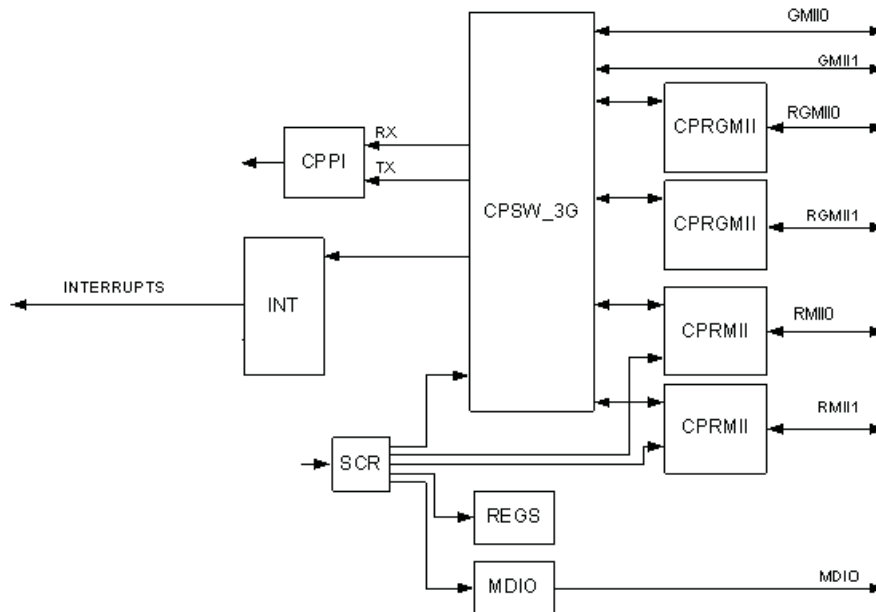 GMII0
GMII1
CPRGMII
RGMII0
RX
CPPI
TX
CPSW_3G
CPRGMII
RGMII1
INTERRUPTS
INT
CPRMII
RMII0
CPRMII
RMII1
SCR
REGS
MDIO
MDIO